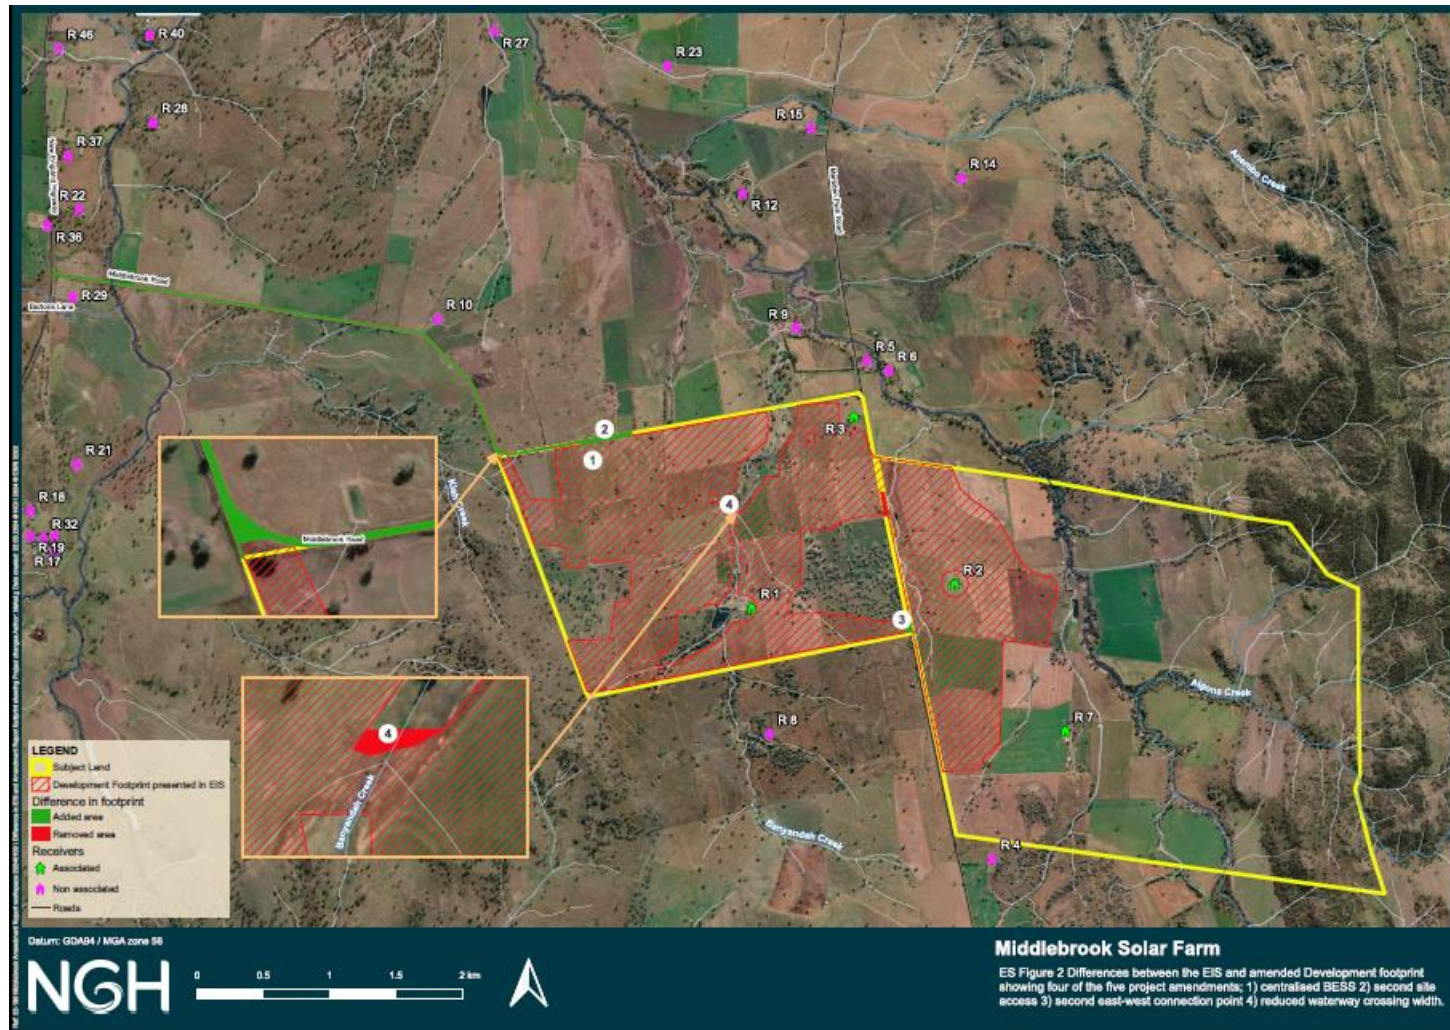 R 46
R 40
R 27
R 23
R 28
R 15
R 37
R 14
Anembo Creek
R 22
R 12
R 36
Middlebrook Road
R 29
R 10
R 9
R 5
R 6
R 3
2
1
R 21
R 18
4
Middlebrook Road
R 32
R 19
R 17
R 2
R 1
3
R 8
R 7
4
Banyandah Creek
Banyandah Creek
R 4
LEGEND
Subject Land
Development Footprint presented in EIS
Difference in footprint
Added area
Removed area
Receivers
Associated
Non associated
Roads
Datum: GDA94 / MGA zone 56
NGH
0 0.5 1 1.5 2 km
Middlebrook Solar Farm
ES Figure 2 Differences between the EIS and amended Development footprint
showing four of the five project amendments; 1) centralised BESS 2) second site
access 3) second east-west connection point 4) reduced waterway crossing width.